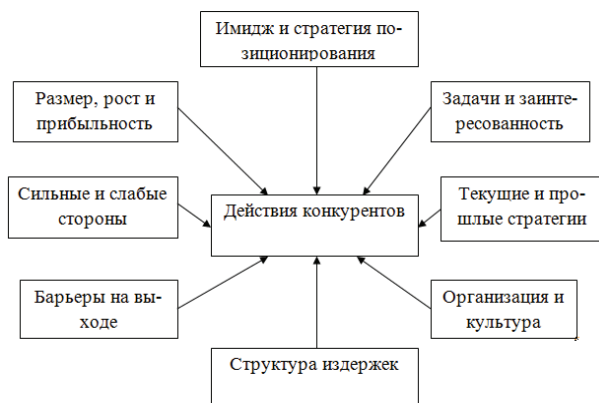 Имидж и стратегия по-
зиционирования
Размер, рост и
прибыльность
Задачи и заинте-
ресованность
Сильные и слабые
стороны
Действия конкурентов
Текущие и про-
шлые стратегии
Барьеры на вы-
ходе
Организация и
культура
Структура издержек